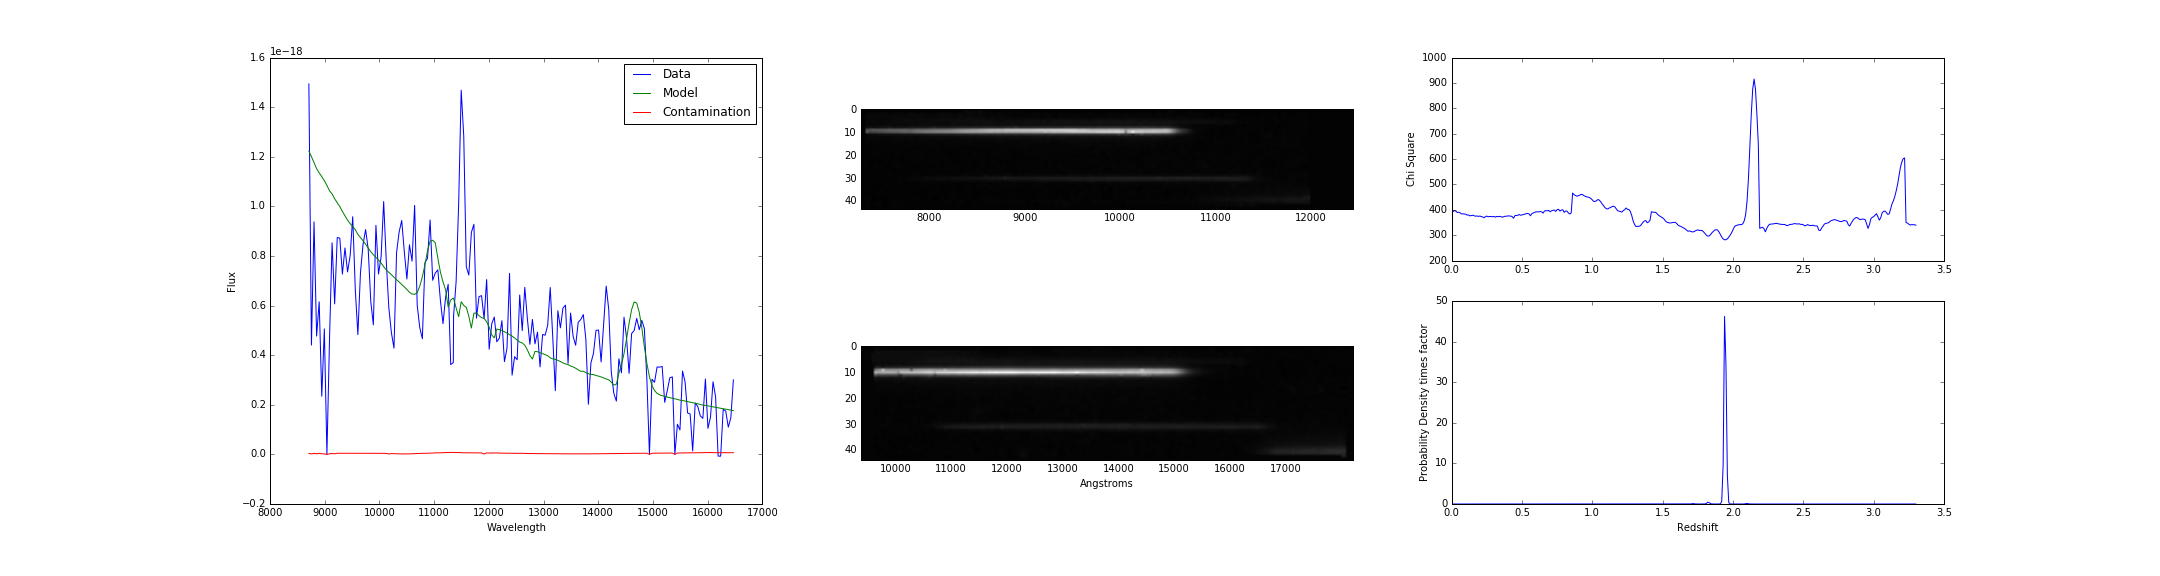 1e−18
1.6
1.4
1.2
1.0
0.8
0.6
0.4
0.2
0.0
−0.2
Flux
8000 9000 10000 11000 12000 13000 14000 15000 16000 17000
Wavelength
Data
Model
Contamination
0
10
20
30
40
8000 9000 10000 11000 12000
0
10
20
30
40
10000 11000 12000 13000 14000 15000 16000 17000
Angstroms
1000
900
800
700
600
500
400
300
200
Chi Square
0.0 0.5 1.0 1.5 2.0 2.5 3.0 3.5
50
40
30
20
10
0
Probability Density times factor
0.0 0.5 1.0 1.5 2.0 2.5 3.0 3.5
Redshift